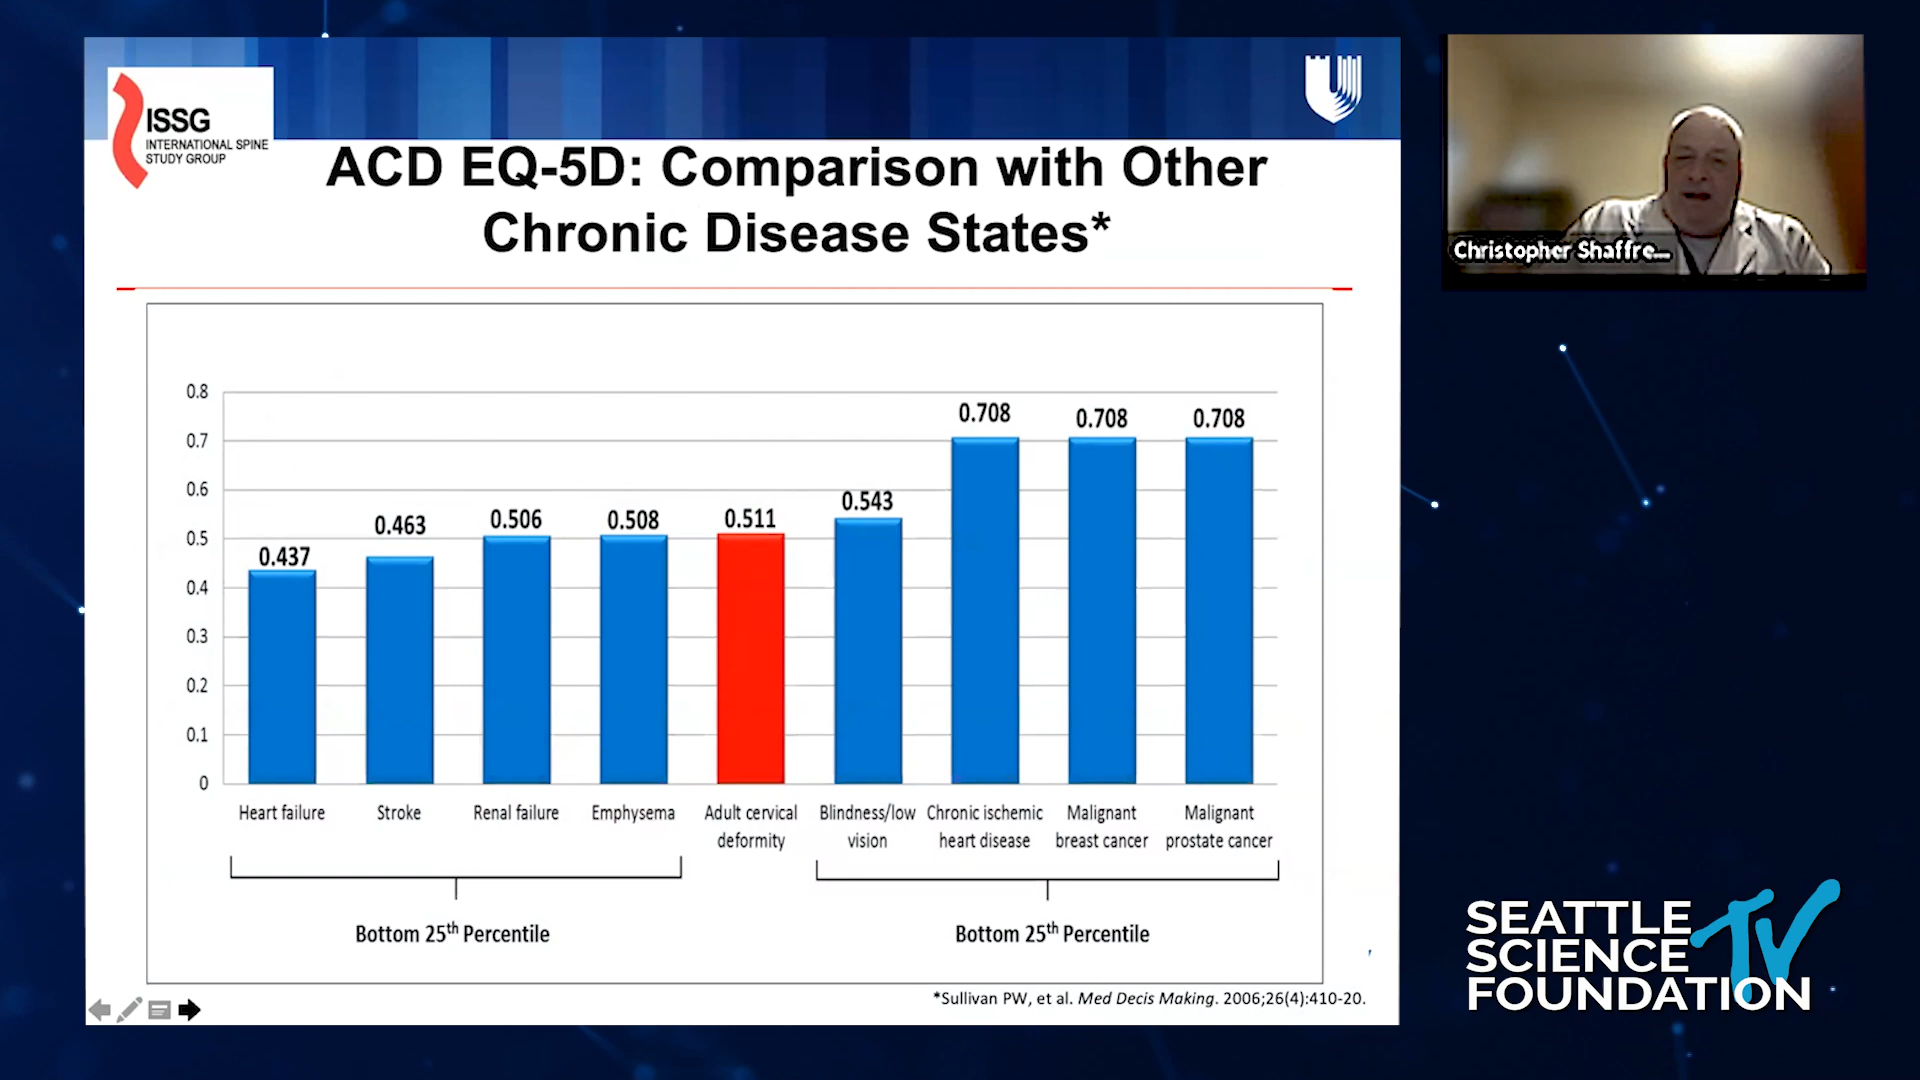 ISSG
INTERNATIONAL SPINE
STUDY GROUP
ACD EQ-5D: Comparison with Other
Chronic Disease States*
Christopher Shaffre...
0.8
0.7
0.6
0.5
0.4
0.3
0.2
0.1
0
0.437
0.463
0.506
0.508
0.511
0.543
0.708
0.708
0.708
Heart failure
Stroke
Renal failure
Emphysema
Adult cervical
deformity
Blindness/low
vision
Chronic ischemic
heart disease
Malignant
breast cancer
Malignant
prostate cancer
Bottom 25th Percentile
Bottom 25th Percentile
*Sullivan PW, et al. Med Decis Making. 2006;26(4):410-20.
SEATTLE
SCIENCE
FOUNDATION
TV